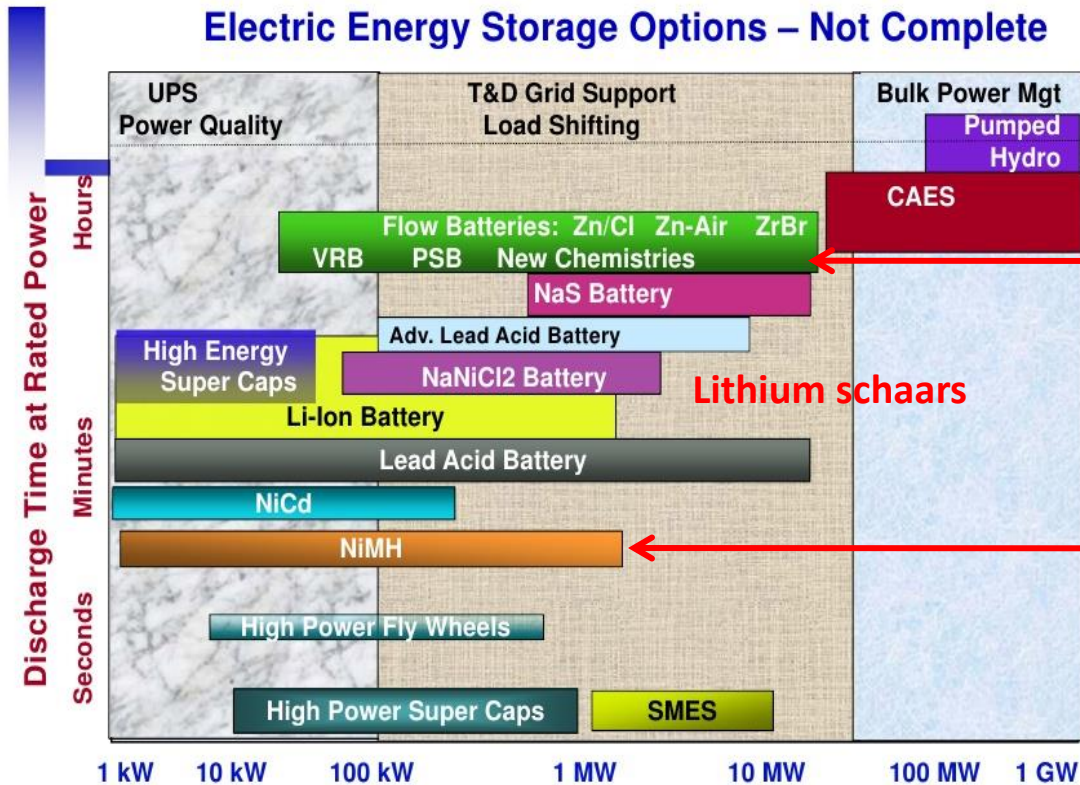 Electric Energy Storage Options – Not Complete
UPS
Power Quality
T&D Grid Support
Load Shifting
Bulk Power Mgt
Pumped
Hydro
CAES
Flow Batteries: Zn/Cl Zn-Air ZrBr
VRB PSB New Chemistries
NaS Battery
Adv. Lead Acid Battery
High Energy
Super Caps
NaNiCl2 Battery
Lithium schaars
Li-Ion Battery
Lead Acid Battery
NiCd
NiMH
High Power Fly Wheels
High Power Super Caps
SMES
Discharge Time at Rated Power
Hours
Minutes
Seconds
1 kW 10 kW 100 kW 1 MW 10 MW 100 MW 1 GW